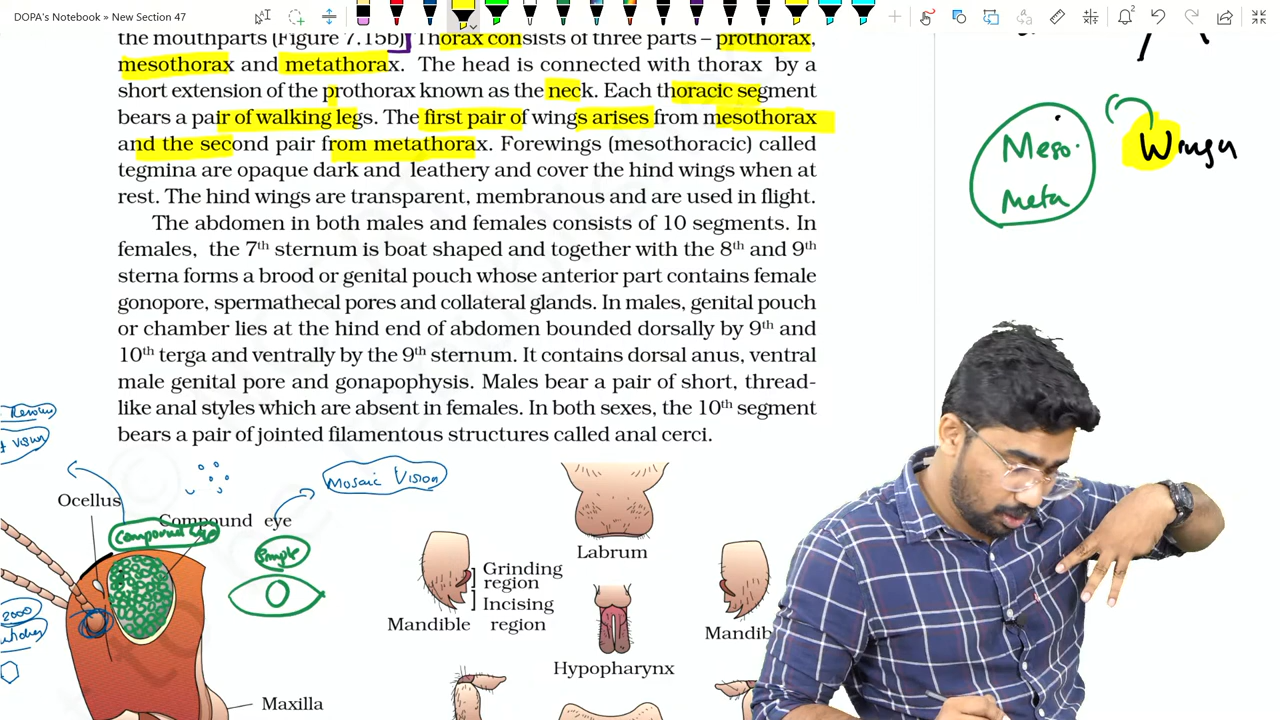 DOPA's Notebook » New Section 47
the mouthparts (Figure 7.15b). Thorax consists of three parts – prothorax,
mesothorax and metathorax. The head is connected with thorax by a
short extension of the prothorax known as the neck. Each thoracic segment
bears a pair of walking legs. The first pair of wings arises from mesothorax
and the second pair from metathorax. Forewings (mesothoracic) called
tegmina are opaque dark and leathery and cover the hind wings when at
rest. The hind wings are transparent, membranous and are used in flight.
The abdomen in both males and females consists of 10 segments. In
females, the 7th sternum is boat shaped and together with the 8th and 9th
sterna forms a brood or genital pouch whose anterior part contains female
gonopore, spermathecal pores and collateral glands. In males, genital pouch
or chamber lies at the hind end of abdomen bounded dorsally by 9th and
10th terga and ventrally by the 9th sternum. It contains dorsal anus, ventral
male genital pore and gonapophysis. Males bear a pair of short, thread-
like anal styles which are absent in females. In both sexes, the 10th segment
bears a pair of jointed filamentous structures called anal cerci.
Meso
Meta
Mosaic Vision
Ocellus
Compound eye
Compound eye
Simple
2000
Labrum
Grinding
region
Incising
region
Mandible
Hypopharynx
Mandib
Maxilla